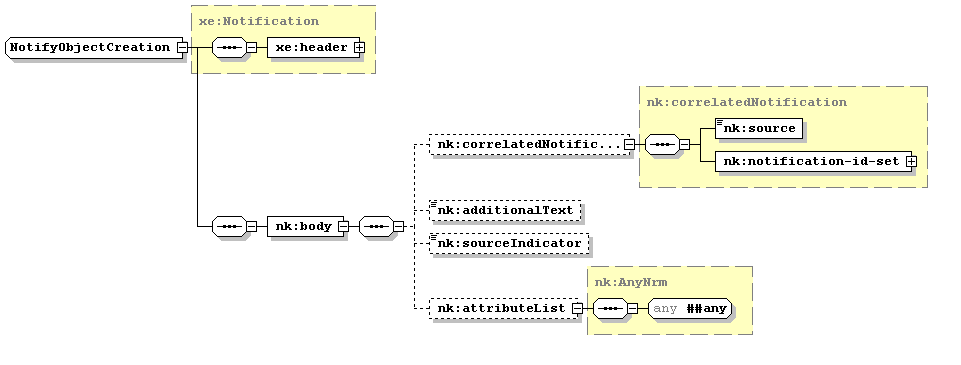 xe:Notification
NotifyObjectCreation
xe:header
nk:correlatedNotification
nk:source
nk:correlatedNotific...
nk:notification-id-set
nk:additionalText
nk:body
nk:sourceIndicator
nk:AnyNrm
nk:attributeList
any ##any